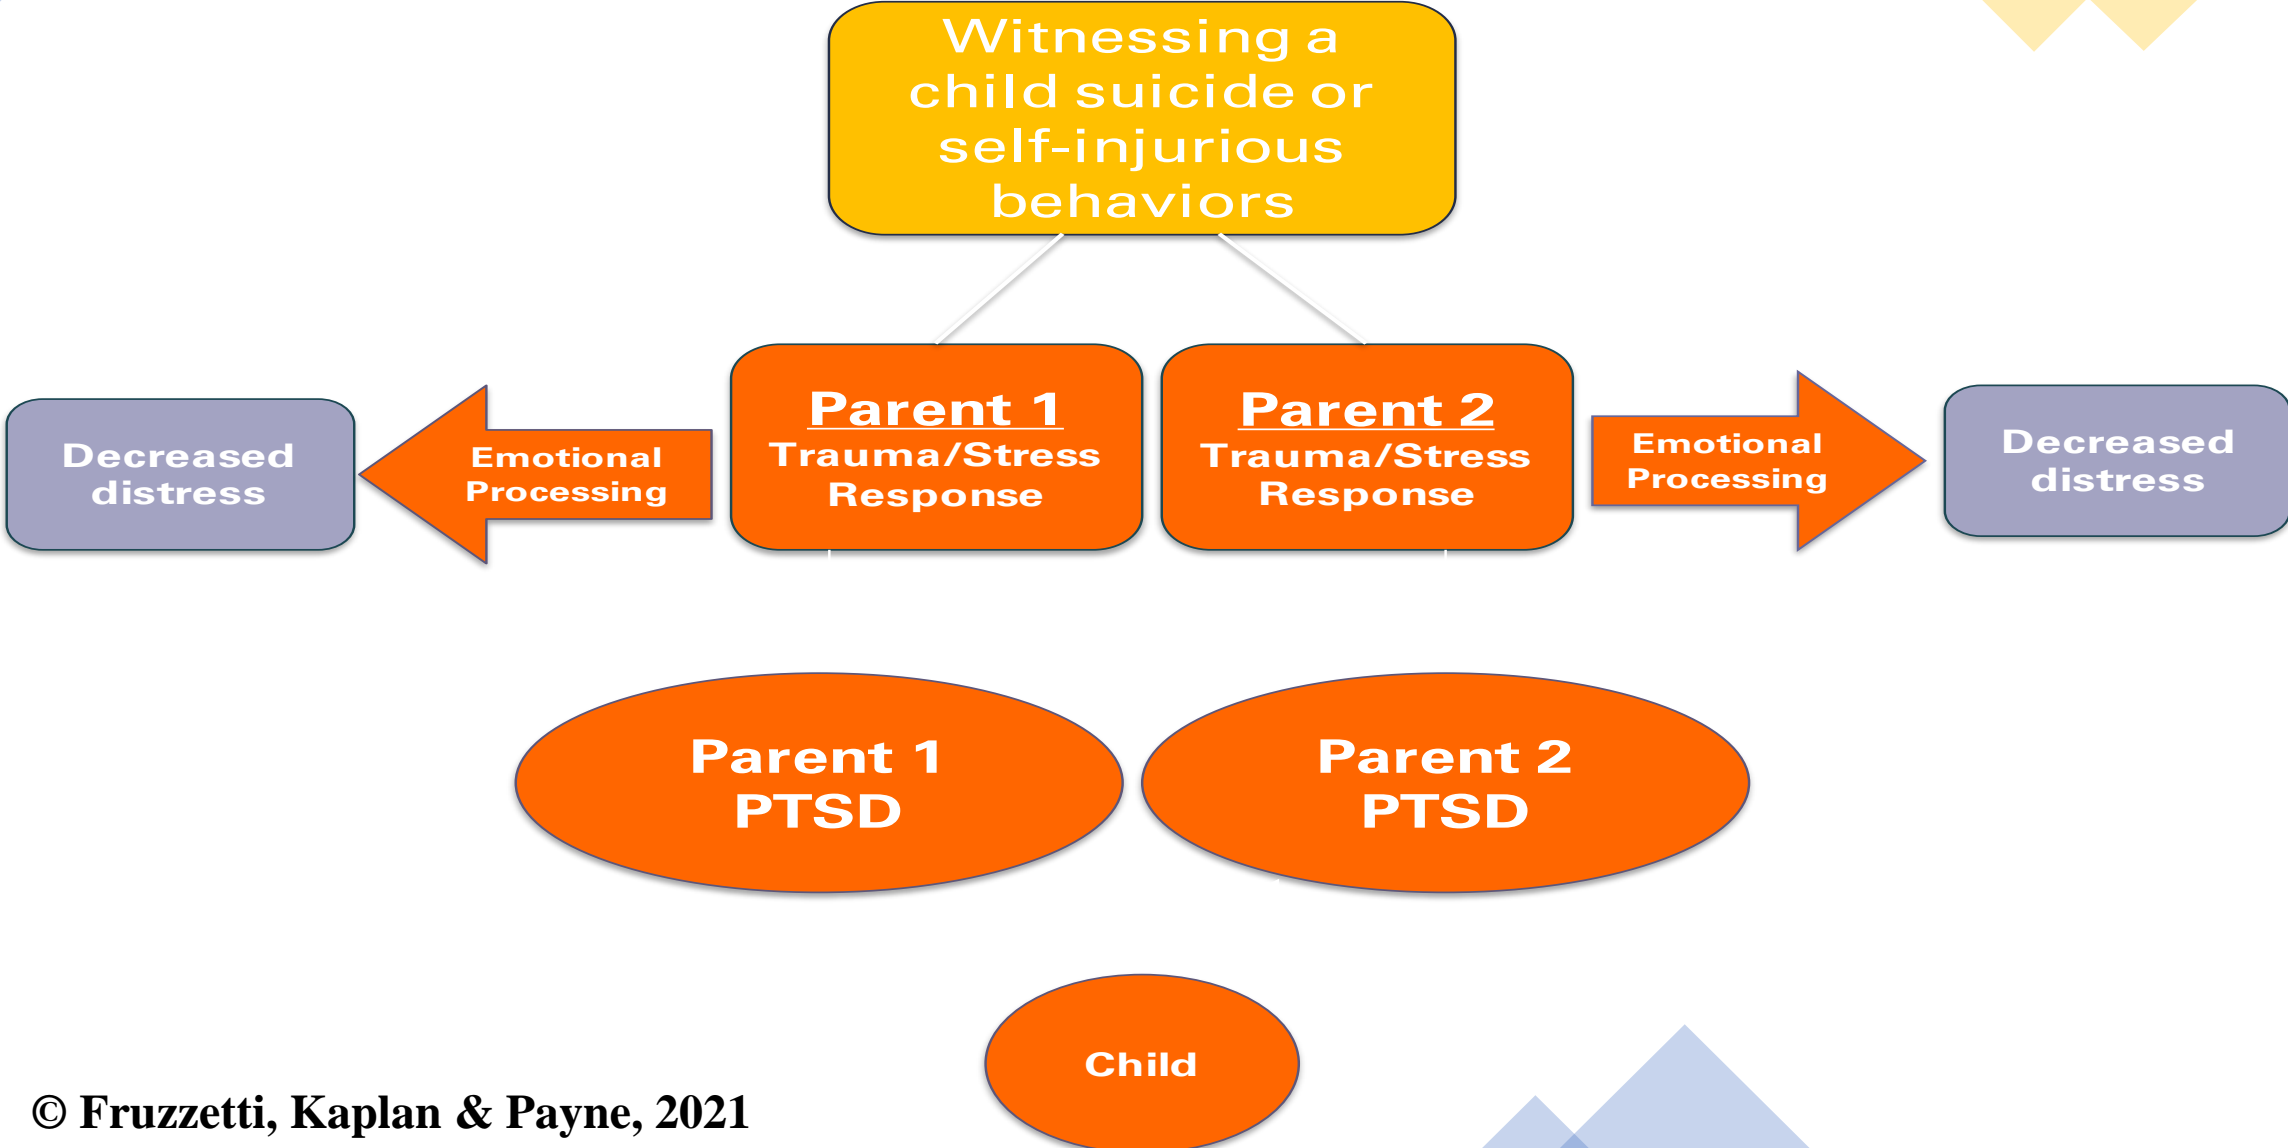 Witnessing a
child suicide or
self-injurious
behaviors
Parent 1
Trauma/Stress
Response
Parent 2
Trauma/Stress
Response
Decreased
distress
Emotional
Processing
Emotional
Processing
Decreased
distress
Parent 1
PTSD
Parent 2
PTSD
Child
© Fruzzetti, Kaplan & Payne, 2021